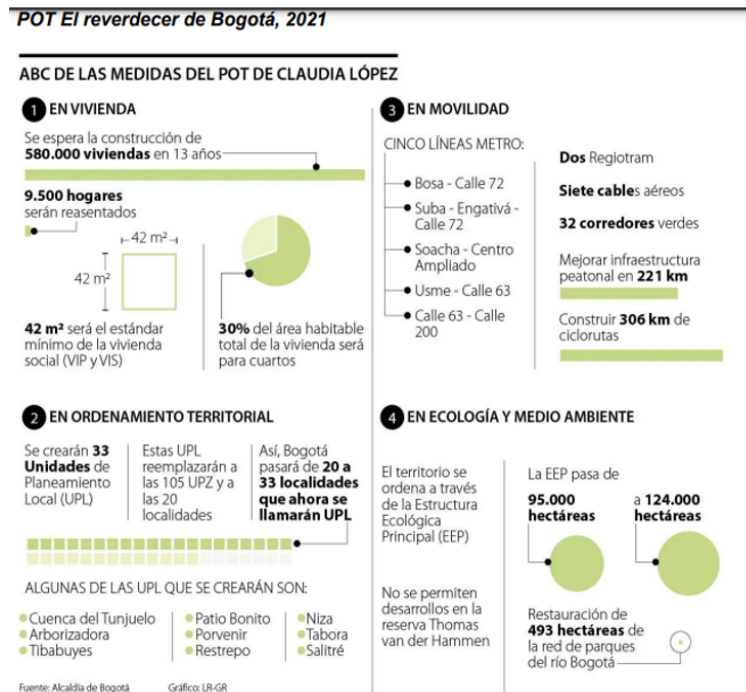 POT El reverdecer de Bogotá, 2021
ABC DE LAS MEDIDAS DEL POT DE CLAUDIA LÓPEZ
1 EN VIVIENDA
Se espera la construcción de
580.000 viviendas en 13 años
9.500 hogares
serán reasentados
42 m²
42 m²
42 m² será el estándar
mínimo de la vivienda
social (VIP y VIS)
30% del área habitable
total de la vivienda será
para cuartos
2 EN ORDENAMIENTO TERRITORIAL
Se crearán 33
Unidades de
Planeamiento
Local (UPL)
Estas UPL
reemplazarán a
las 105 UPZ y a
las 20
localidades
Así, Bogotá
pasará de 20 a
33 localidades
que ahora se
llamarán UPL
ALGUNAS DE LAS UPL QUE SE CREARÁN SON:
Cuenca del Tunjuelo
Arborizadora
Tibabuyes
Patio Bonito
Porvenir
Restrepo
Niza
Tabora
Salitré
3 EN MOVILIDAD
CINCO LÍNEAS METRO:
Bosa - Calle 72
Suba - Engativá -
Calle 72
Soacha - Centro
Ampliado
Usme - Calle 63
Calle 63 - Calle
200
Dos Regiotram
Siete cables aéreos
32 corredores verdes
Mejorar infraestructura
peatonal en 221 km
Construir 306 km de
ciclorutas
4 EN ECOLOGÍA Y MEDIO AMBIENTE
El territorio se
ordena a través
de la Estructura
Ecológica
Principal (EEP)
No se permiten
desarrollos en la
reserva Thomas
van der Hammen
La EEP pasa de
95.000
hectáreas
a 124.000
hectáreas
Restauración de
493 hectáreas de
la red de parques
del río Bogotá
Fuente: Alcaldía de Bogotá
Gráfico: LR-GR